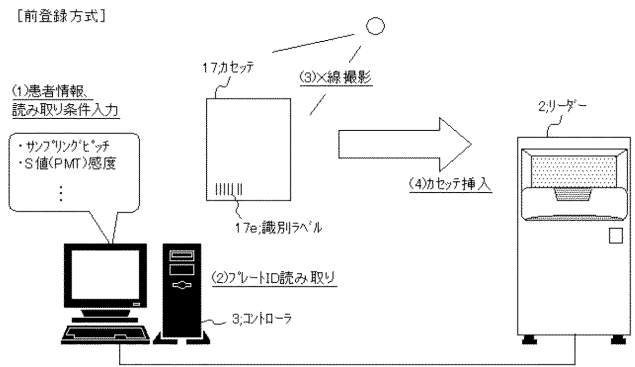 [前登録方式]
17;カセッテ
(3)X線撮影
(1)患者情報、
読み取り条件入力
2;リーダー
・サンプリングピッチ
・S値(PMT)感度
⋮
(4)カセッテ挿入
17e;識別ラベル
(2)プレートID読み取り
3;コントローラ